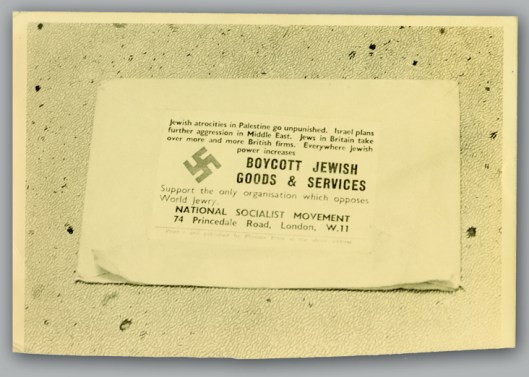 Jewish atrocities in Palestine go unpunished. Israel plans
further aggression in Middle East. Jews in Britain take
over more and more British firms. Everywhere Jewish
power increases
BOYCOTT JEWISH
GOODS & SERVICES
Support the only organisation which opposes
World Jewry.
NATIONAL SOCIALIST MOVEMENT
74 Princedale Road, London, W.11